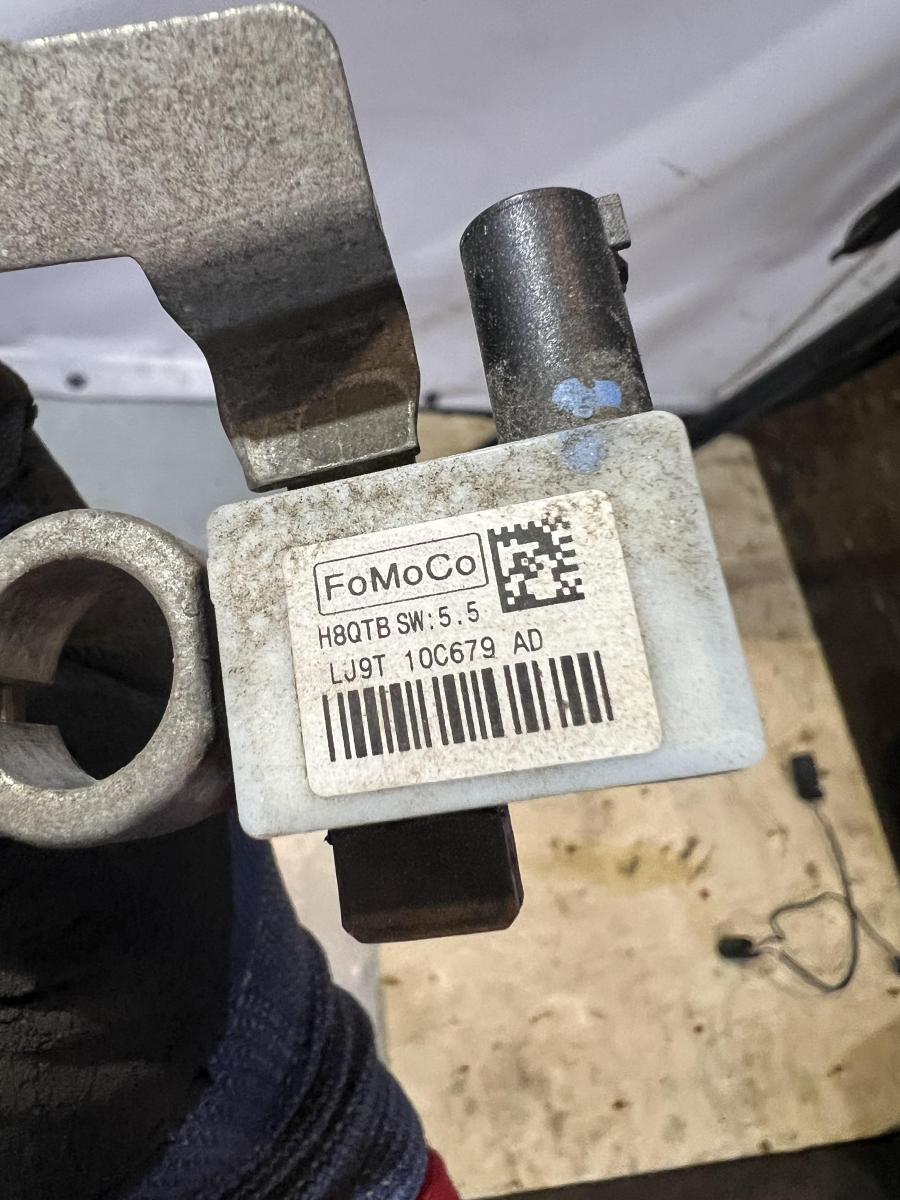 FoMoCo
H8QTB SW:5.5
LJ9T 10C679 AD